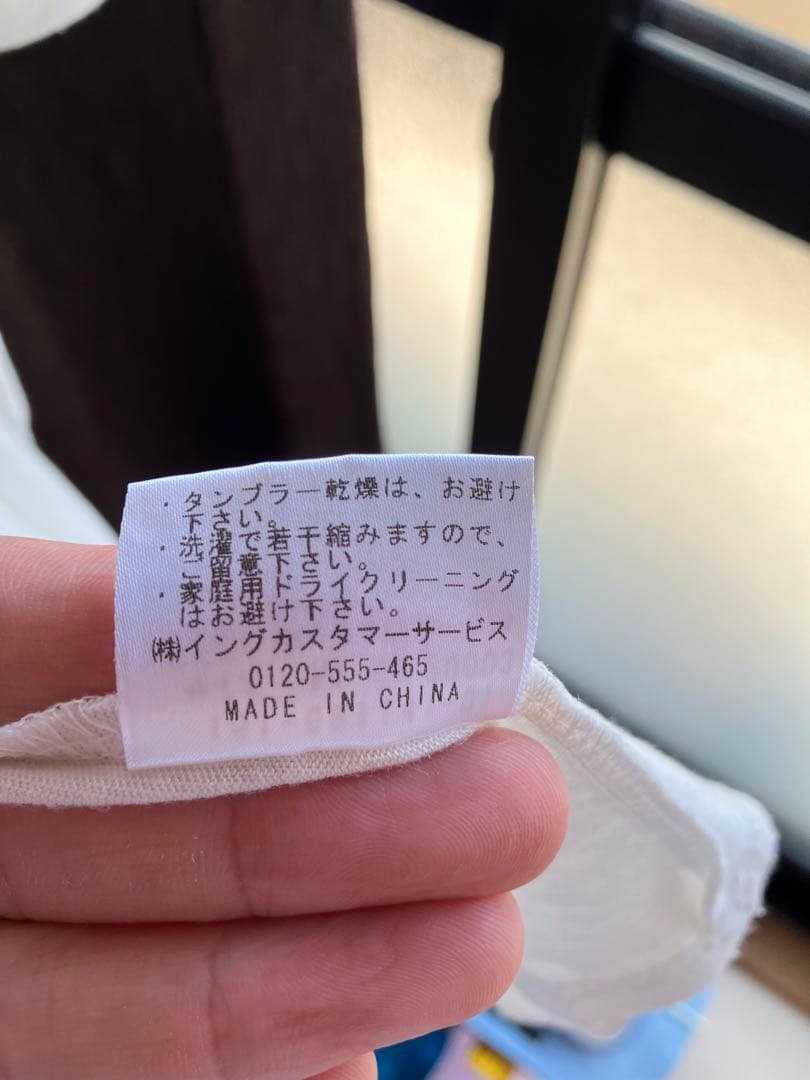 ・タンブラー乾燥は、お避け
下さい。
・洗濯で若干縮みますので、
ご留意下さい。
・家庭用ドライクリーニング
はお避け下さい。
㈱イングカスタマーサービス
0120-555-465
MADE IN CHINA